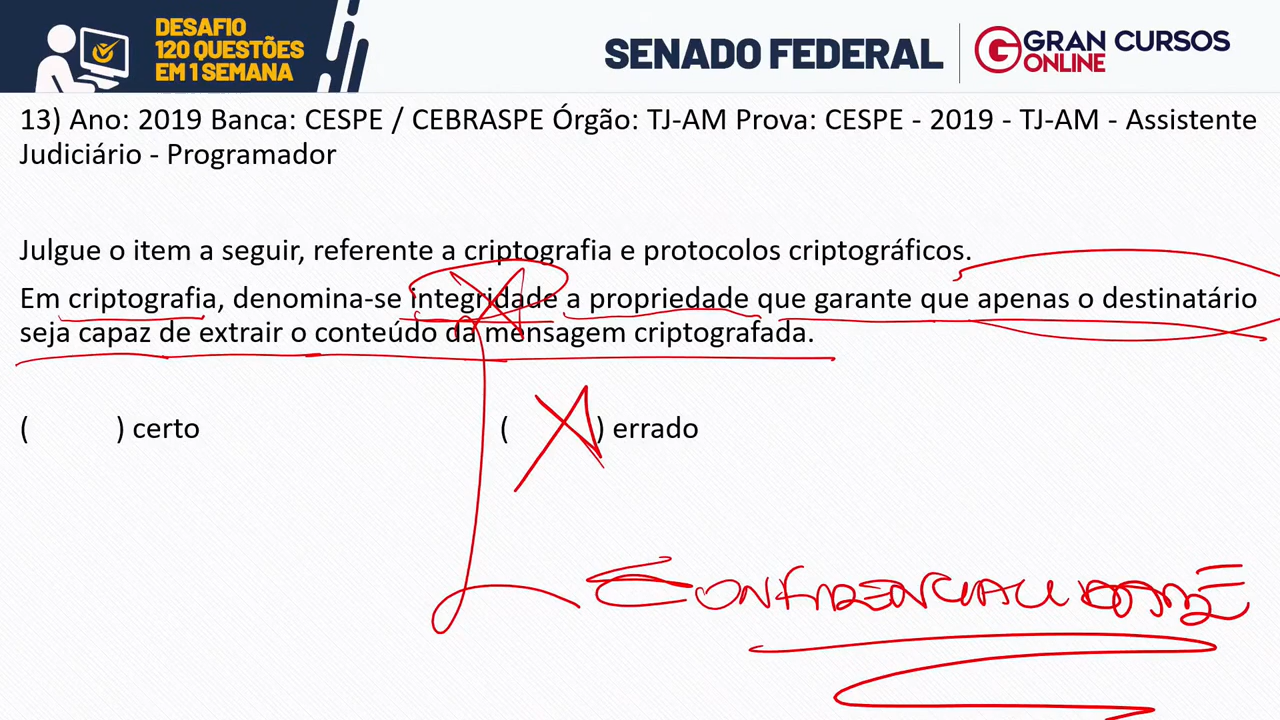 DESAFIO
120 QUESTÕES
EM 1 SEMANA
SENADO FEDERAL
GRAN CURSOS
ONLINE
13) Ano: 2019 Banca: CESPE / CEBRASPE Órgão: TJ-AM Prova: CESPE - 2019 - TJ-AM - Assistente
Judiciário - Programador
Julgue o item a seguir, referente a criptografia e protocolos criptográficos.
Em criptografia, denomina-se integridade a propriedade que garante que apenas o destinatário
seja capaz de extrair o conteúdo da mensagem criptografada.
( ) certo ( X ) errado
CONFIDENCIALIDADE